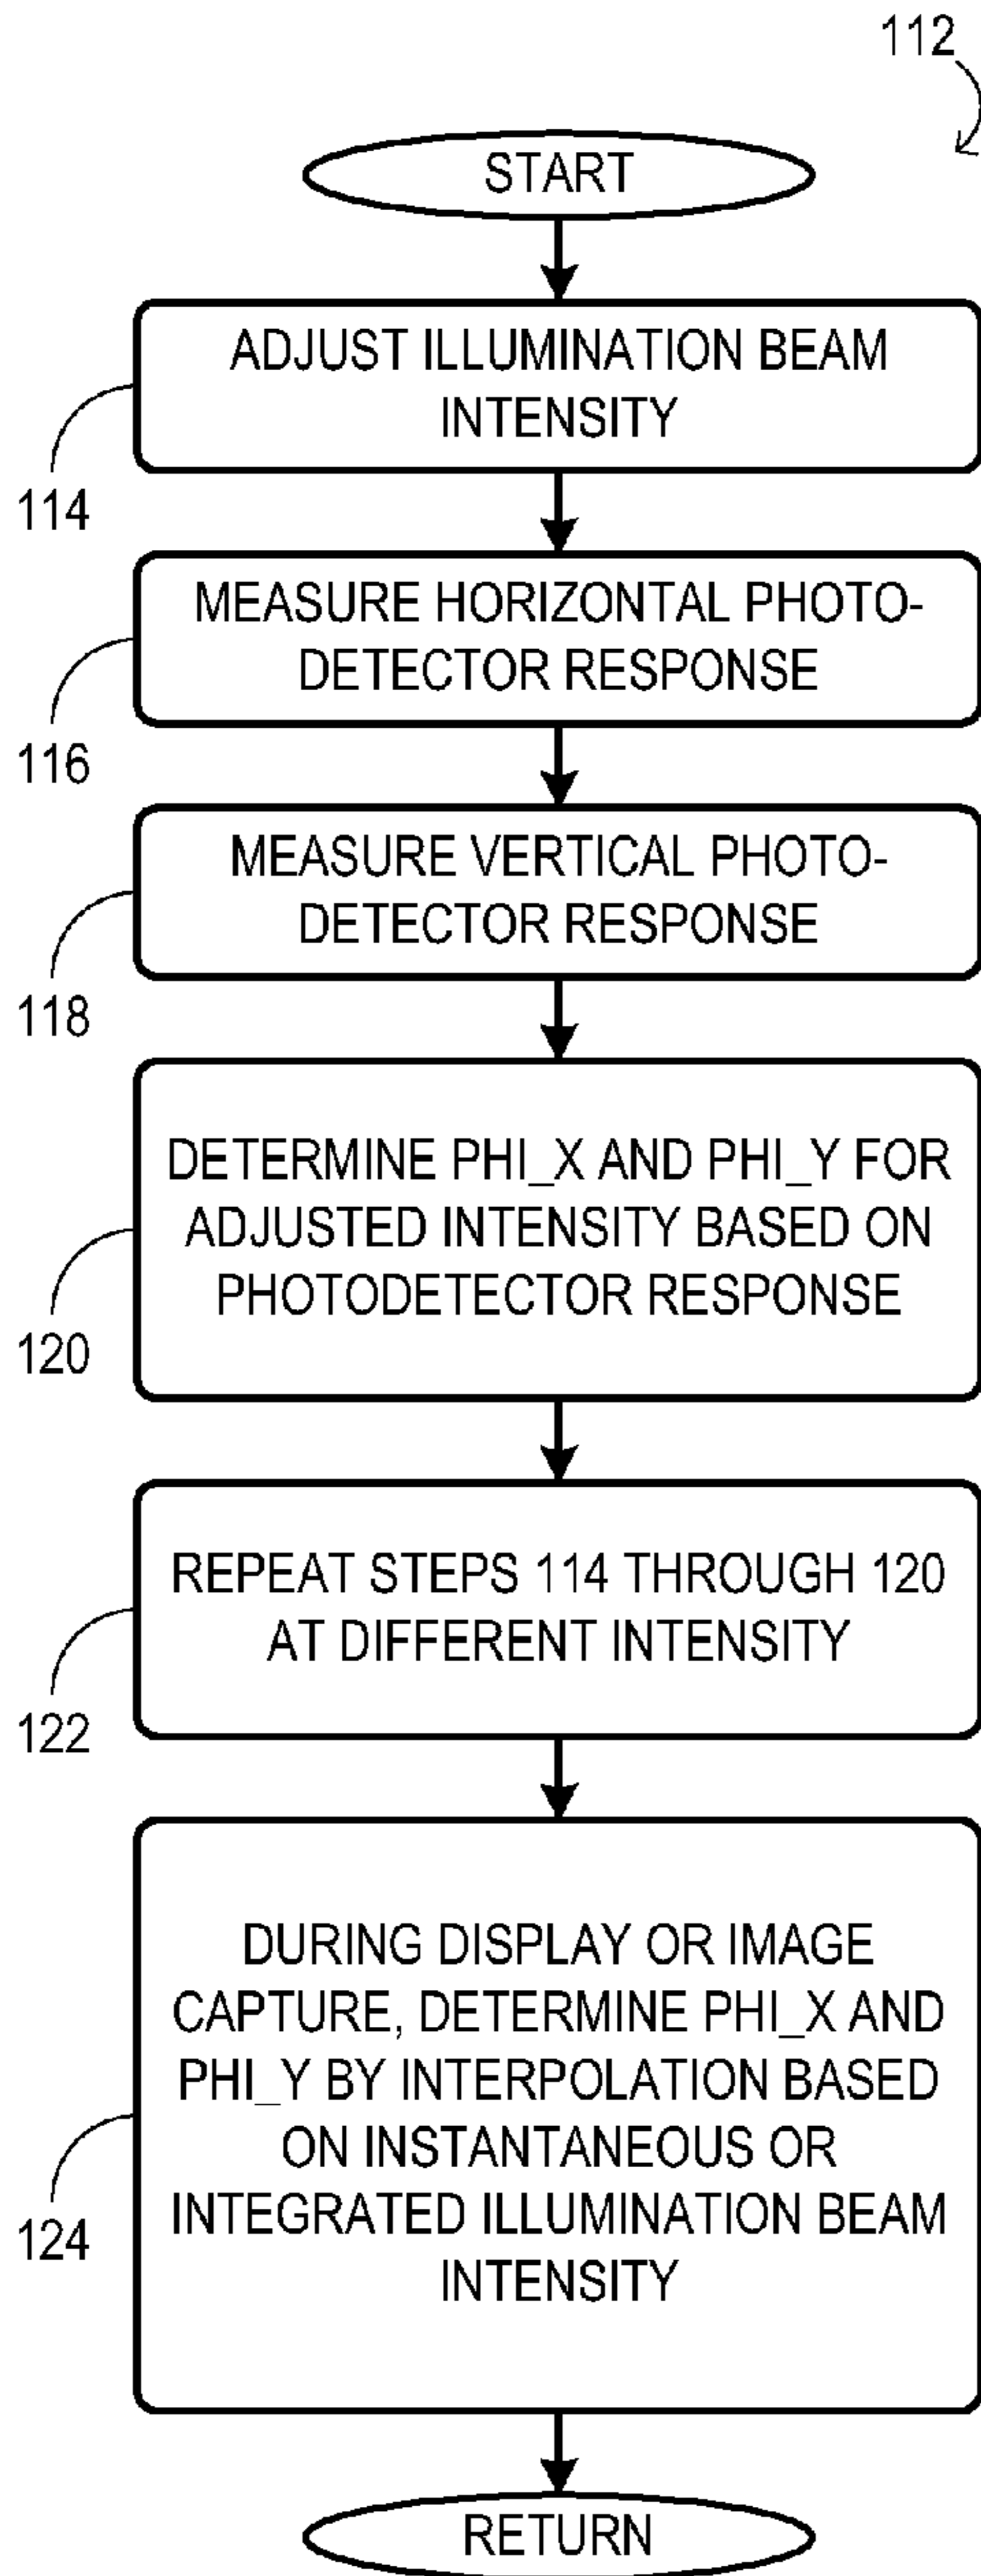 112
START
ADJUST ILLUMINATION BEAM
INTENSITY
114
MEASURE HORIZONTAL PHOTO-
DETECTOR RESPONSE
116
MEASURE VERTICAL PHOTO-
DETECTOR RESPONSE
118
DETERMINE PHI_X AND PHI_Y FOR
ADJUSTED INTENSITY BASED ON
PHOTODETECTOR RESPONSE
120
REPEAT STEPS 114 THROUGH 120
AT DIFFERENT INTENSITY
122
DURING DISPLAY OR IMAGE
CAPTURE, DETERMINE PHI_X AND
PHI_Y BY INTERPOLATION BASED
ON INSTANTANEOUS OR
INTEGRATED ILLUMINATION BEAM
INTENSITY
124
RETURN